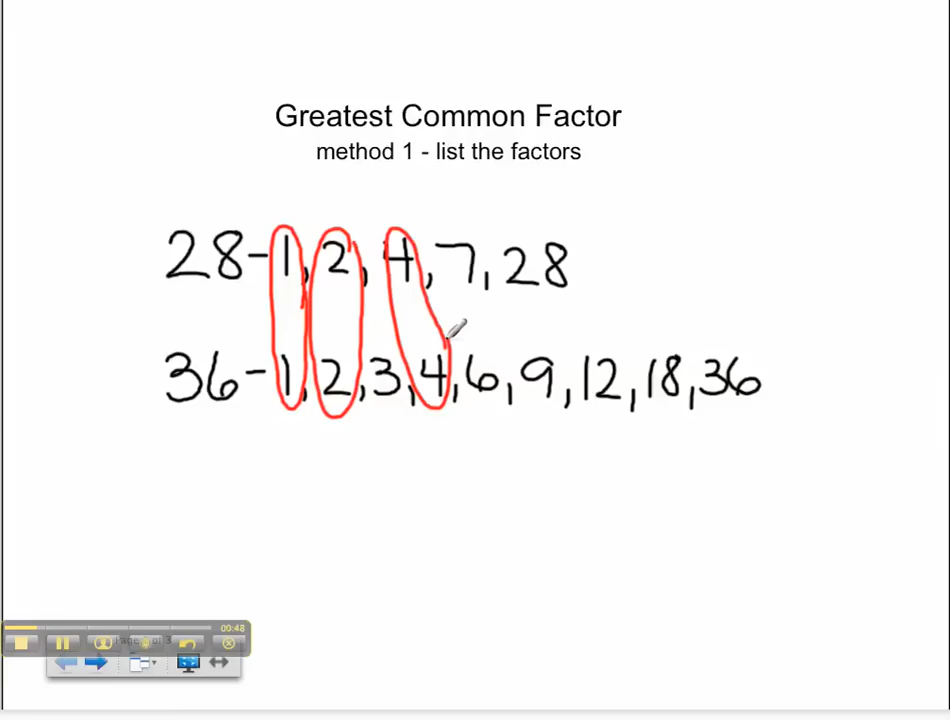 Greatest Common Factor
method 1 - list the factors
28-1, 2, 4, 7, 28
36-1, 2, 3, 4, 6, 9, 12, 18, 36
00:48